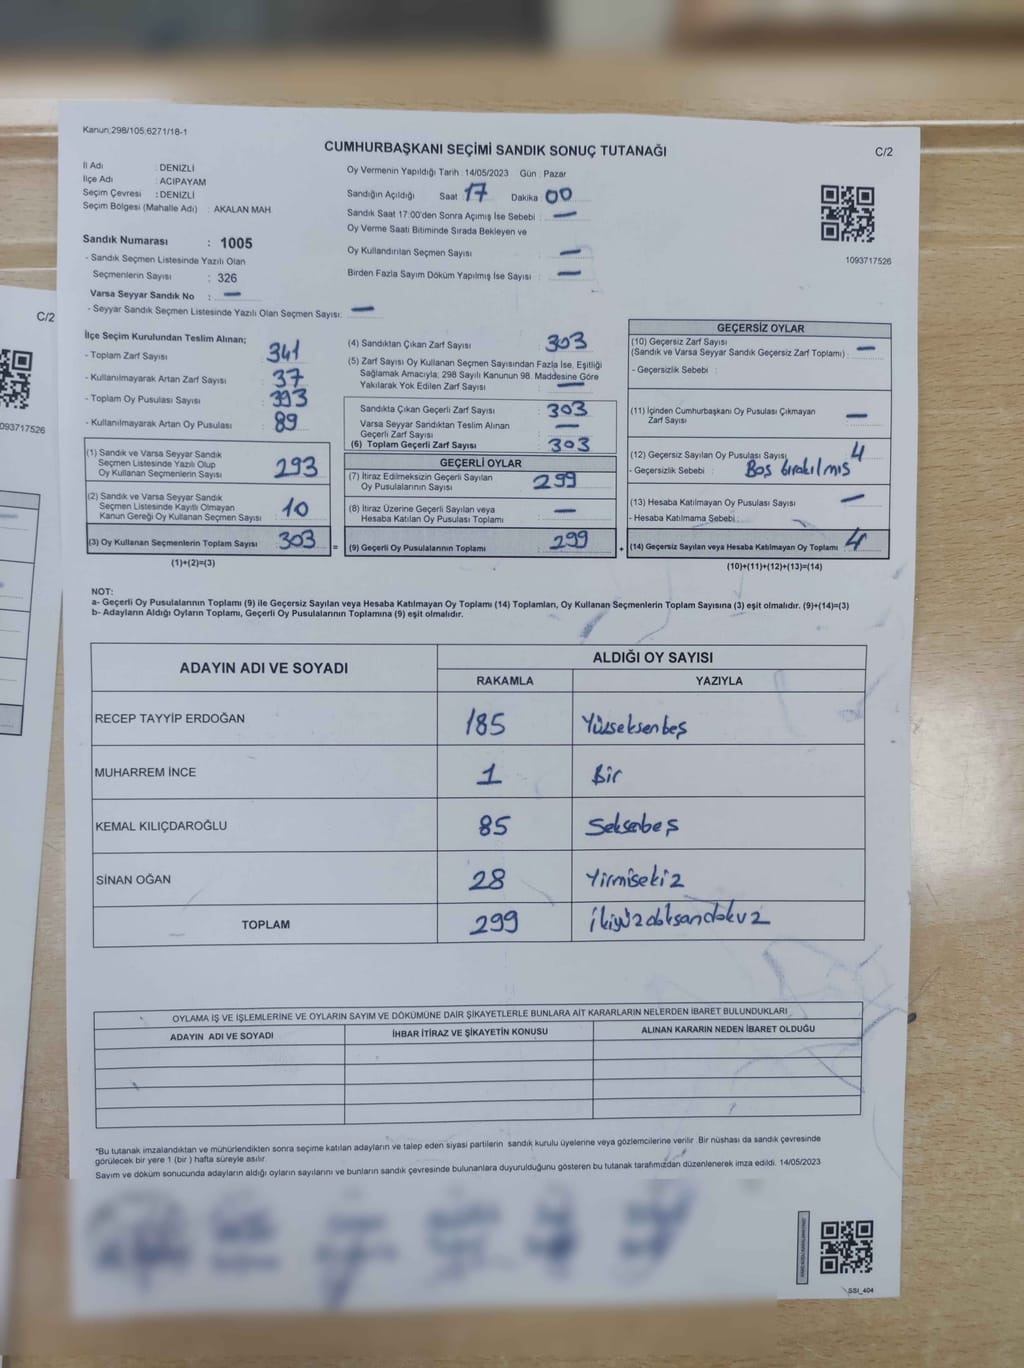 Kanun;298/105;6271/18-1
CUMHURBAŞKANI SEÇİMİ SANDIK SONUÇ TUTANAĞI
C/2
İl Adı : DENİZLİ
İlçe Adı : ACIPAYAM
Seçim Çevresi : DENİZLİ
Seçim Bölgesi (Mahalle Adı) : AKALAN MAH.
Sandık Numarası : 1005
- Sandık Seçmen Listesinde Yazılı Olan
Seçmenlerin Sayısı : 326
Varsa Seyyar Sandık No : —
- Seyyar Sandık Seçmen Listesinde Yazılı Olan Seçmen Sayısı: —
Oy Vermenin Yapıldığı Tarih : 14/05/2023 Gün : Pazar
Sandığın Açıldığı Saat 17 Dakika : 00
Sandık Saat 17:00'den Sonra Açımış İse Sebebi : —
Oy Verme Saati Bitiminde Sırada Bekleyen ve
Oy Kullandırılan Seçmen Sayısı : —
Birden Fazla Sayım Döküm Yapılmış İse Sayısı : —
1093717526
İlçe Seçim Kurulundan Teslim Alınan;
- Toplam Zarf Sayısı : 341
- Kullanılmayarak Artan Zarf Sayısı : 37
- Toplam Oy Pusulası Sayısı : 393
- Kullanılmayarak Artan Oy Pusulası : 89
(1) Sandık ve Varsa Seyyar Sandık
Seçmen Listesinde Yazılı Olup
Oy Kullanan Seçmenlerin Sayısı : 293
(2) Sandık ve Varsa Seyyar Sandık
Seçmen Listesinde Kayıtlı Olmayan
Kanun Gereği Oy Kullanan Seçmen Sayısı : 10
(3) Oy Kullanan Seçmenlerin Toplam Sayısı : 303
(1)+(2)=(3)
=
(4) Sandıktan Çıkan Zarf Sayısı : 303
(5) Zarf Sayısı Oy Kullanan Seçmen Sayısından Fazla İse, Eşitliği
Sağlamak Amacıyla; 298 Sayılı Kanunun 98. Maddesine Göre
Yakılarak Yok Edilen Zarf Sayısı : —
Sandıkta Çıkan Geçerli Zarf Sayısı : 303
Varsa Seyyar Sandıktan Teslim Alınan
Geçerli Zarf Sayısı : —
(6) Toplam Geçerli Zarf Sayısı : 303
GEÇERLİ OYLAR
(7) İtiraz Edilmeksizin Geçerli Sayılan
Oy Pusulalarının Sayısı : 299
(8) İtiraz Üzerine Geçerli Sayılan veya
Hesaba Katılan Oy Pusulası Toplamı : —
(9) Geçerli Oy Pusulalarının Toplamı : 299
+
GEÇERSİZ OYLAR
(10) Geçersiz Zarf Sayısı
(Sandık ve Varsa Seyyar Sandık Geçersiz Zarf Toplamı) : —
- Geçersizlik Sebebi :
(11) İçinden Cumhurbaşkanı Oy Pusulası Çıkmayan
Zarf Sayısı : —
(12) Geçersiz Sayılan Oy Pusulası Sayısı : 4
- Geçersizlik Sebebi : Boş bırakılmış
(13) Hesaba Katılmayan Oy Pusulası Sayısı : —
- Hesaba Katılmama Sebebi :
(14) Geçersiz Sayılan veya Hesaba Katılmayan Oy Toplamı : 4
(10)+(11)+(12)+(13)=(14)
NOT:
a- Geçerli Oy Pusulalarının Toplamı (9) ile Geçersiz Sayılan veya Hesaba Katılmayan Oy Toplamı (14) Toplamları, Oy Kullanan Seçmenlerin Toplam Sayısına (3) eşit olmalıdır. (9)+(14)=(3)
b- Adayların Aldığı Oyların Toplamı, Geçerli Oy Pusulalarının Toplamına (9) eşit olmalıdır.
ADAYIN ADI VE SOYADI
ALDIĞI OY SAYISI
RAKAMLA YAZIYLA
RECEP TAYYİP ERDOĞAN 185 Yüzseksenbeş
MUHARREM İNCE 1 Bir
KEMAL KILIÇDAROĞLU 85 Seksenbeş
SİNAN OĞAN 28 Yirmisekiz
TOPLAM 299 ikiyüzdoksandokuz
OYLAMA İŞ VE İŞLEMLERİNE VE OYLARIN SAYIM VE DÖKÜMÜNE DAİR ŞİKAYETLERLE BUNLARA AİT KARARLARIN NELERDEN İBARET BULUNDUKLARI
ADAYIN ADI VE SOYADI İHBAR İTİRAZ VE ŞİKAYETİN KONUSU ALINAN KARARIN NEDEN İBARET OLDUĞU
*Bu tutanak imzalandıktan ve mühürlendikten sonra seçime katılan adayların ve talep eden siyasi partilerin sandık kurulu üyelerine veya gözlemcilerine verilir. Bir nüshası da sandık çevresinde
görülecek bir yere 1 (bir ) hafta süreyle asılır.
Sayım ve döküm sonucunda adayların aldığı oyların sayılarını ve bunların sandık çevresinde bulunanlara duyurulduğunu gösteren bu tutanak tarafımızdan düzenlenerek imza edildi. 14/05/2023
SSI_404
C/2
093717526